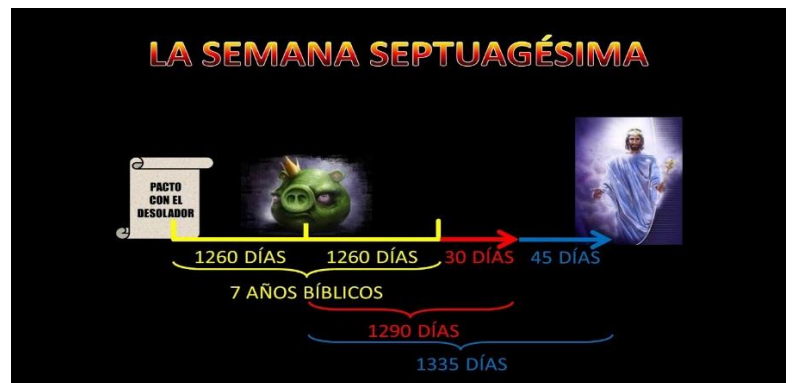 LA SEMANA SEPTUAGÉSIMA
PACTO
CON EL
DESOLADOR
1260 DÍAS
1260 DÍAS
30 DÍAS
45 DÍAS
7 AÑOS BÍBLICOS
1290 DÍAS
1335 DÍAS